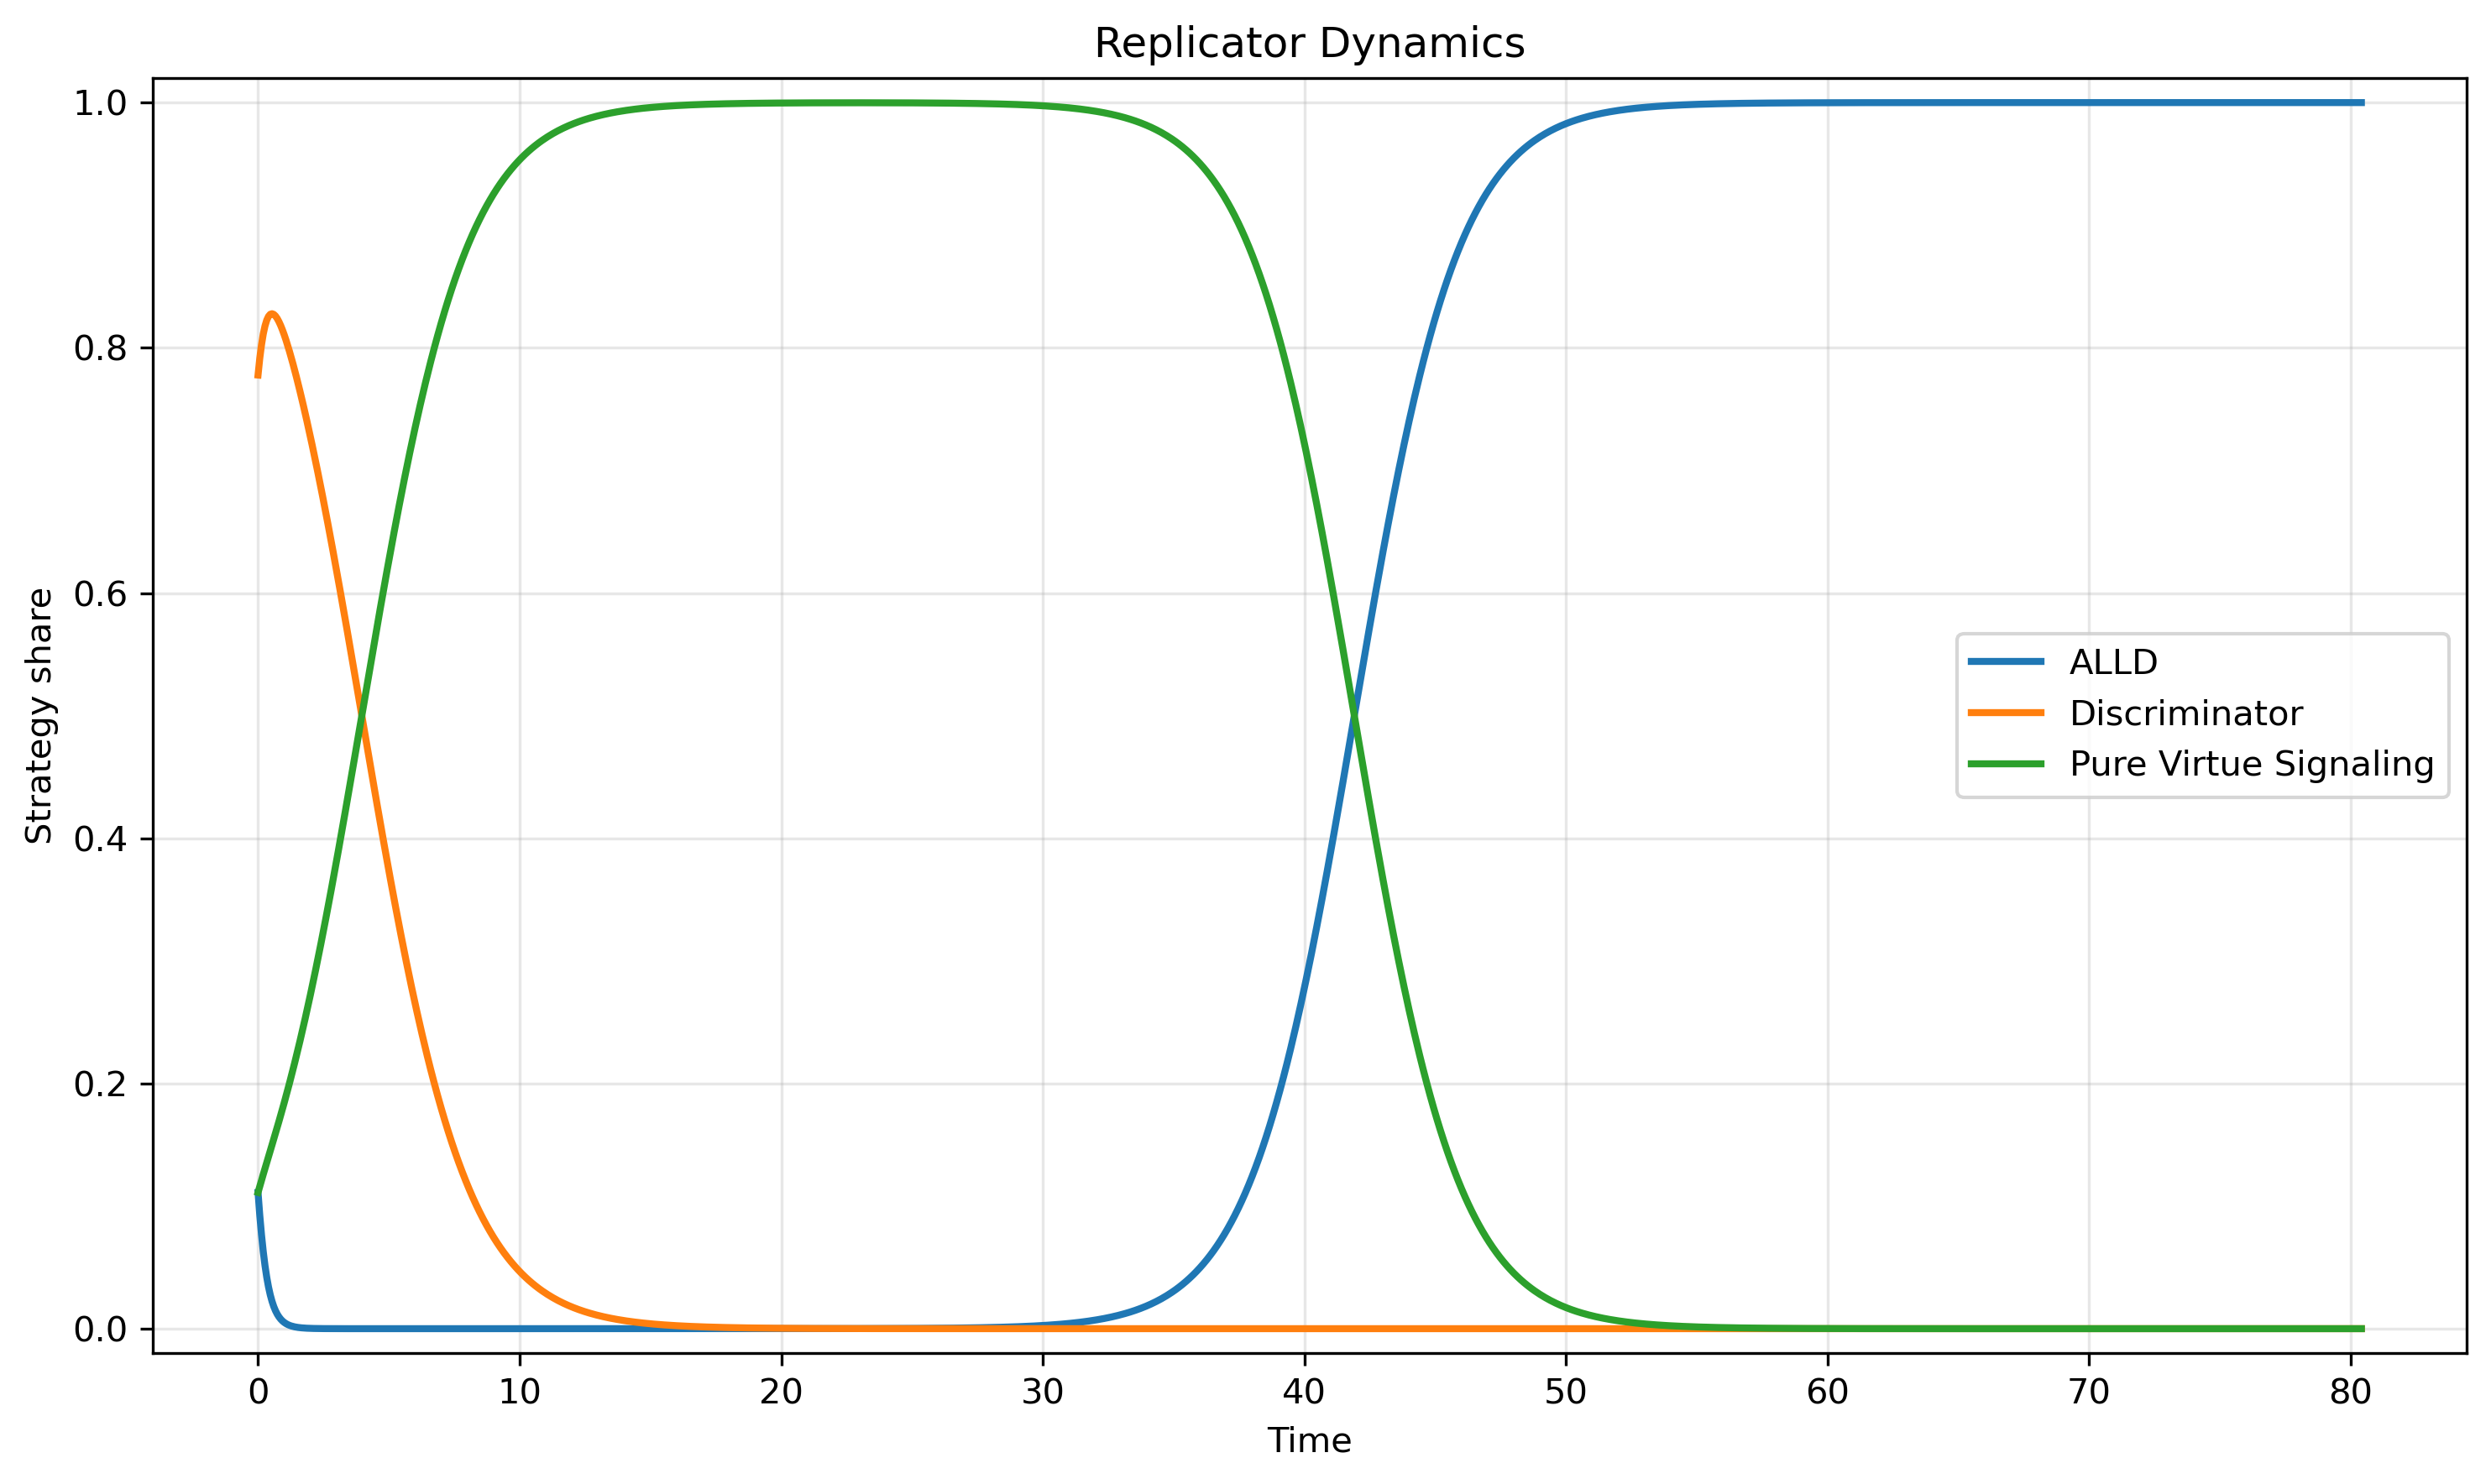 Replicator Dynamics
1.0
0.8
0.6
0.4
0.2
0.0
Strategy share
ALLD
Discriminator
Pure Virtue Signaling
0 10 20 30 40 50 60 70 80
Time